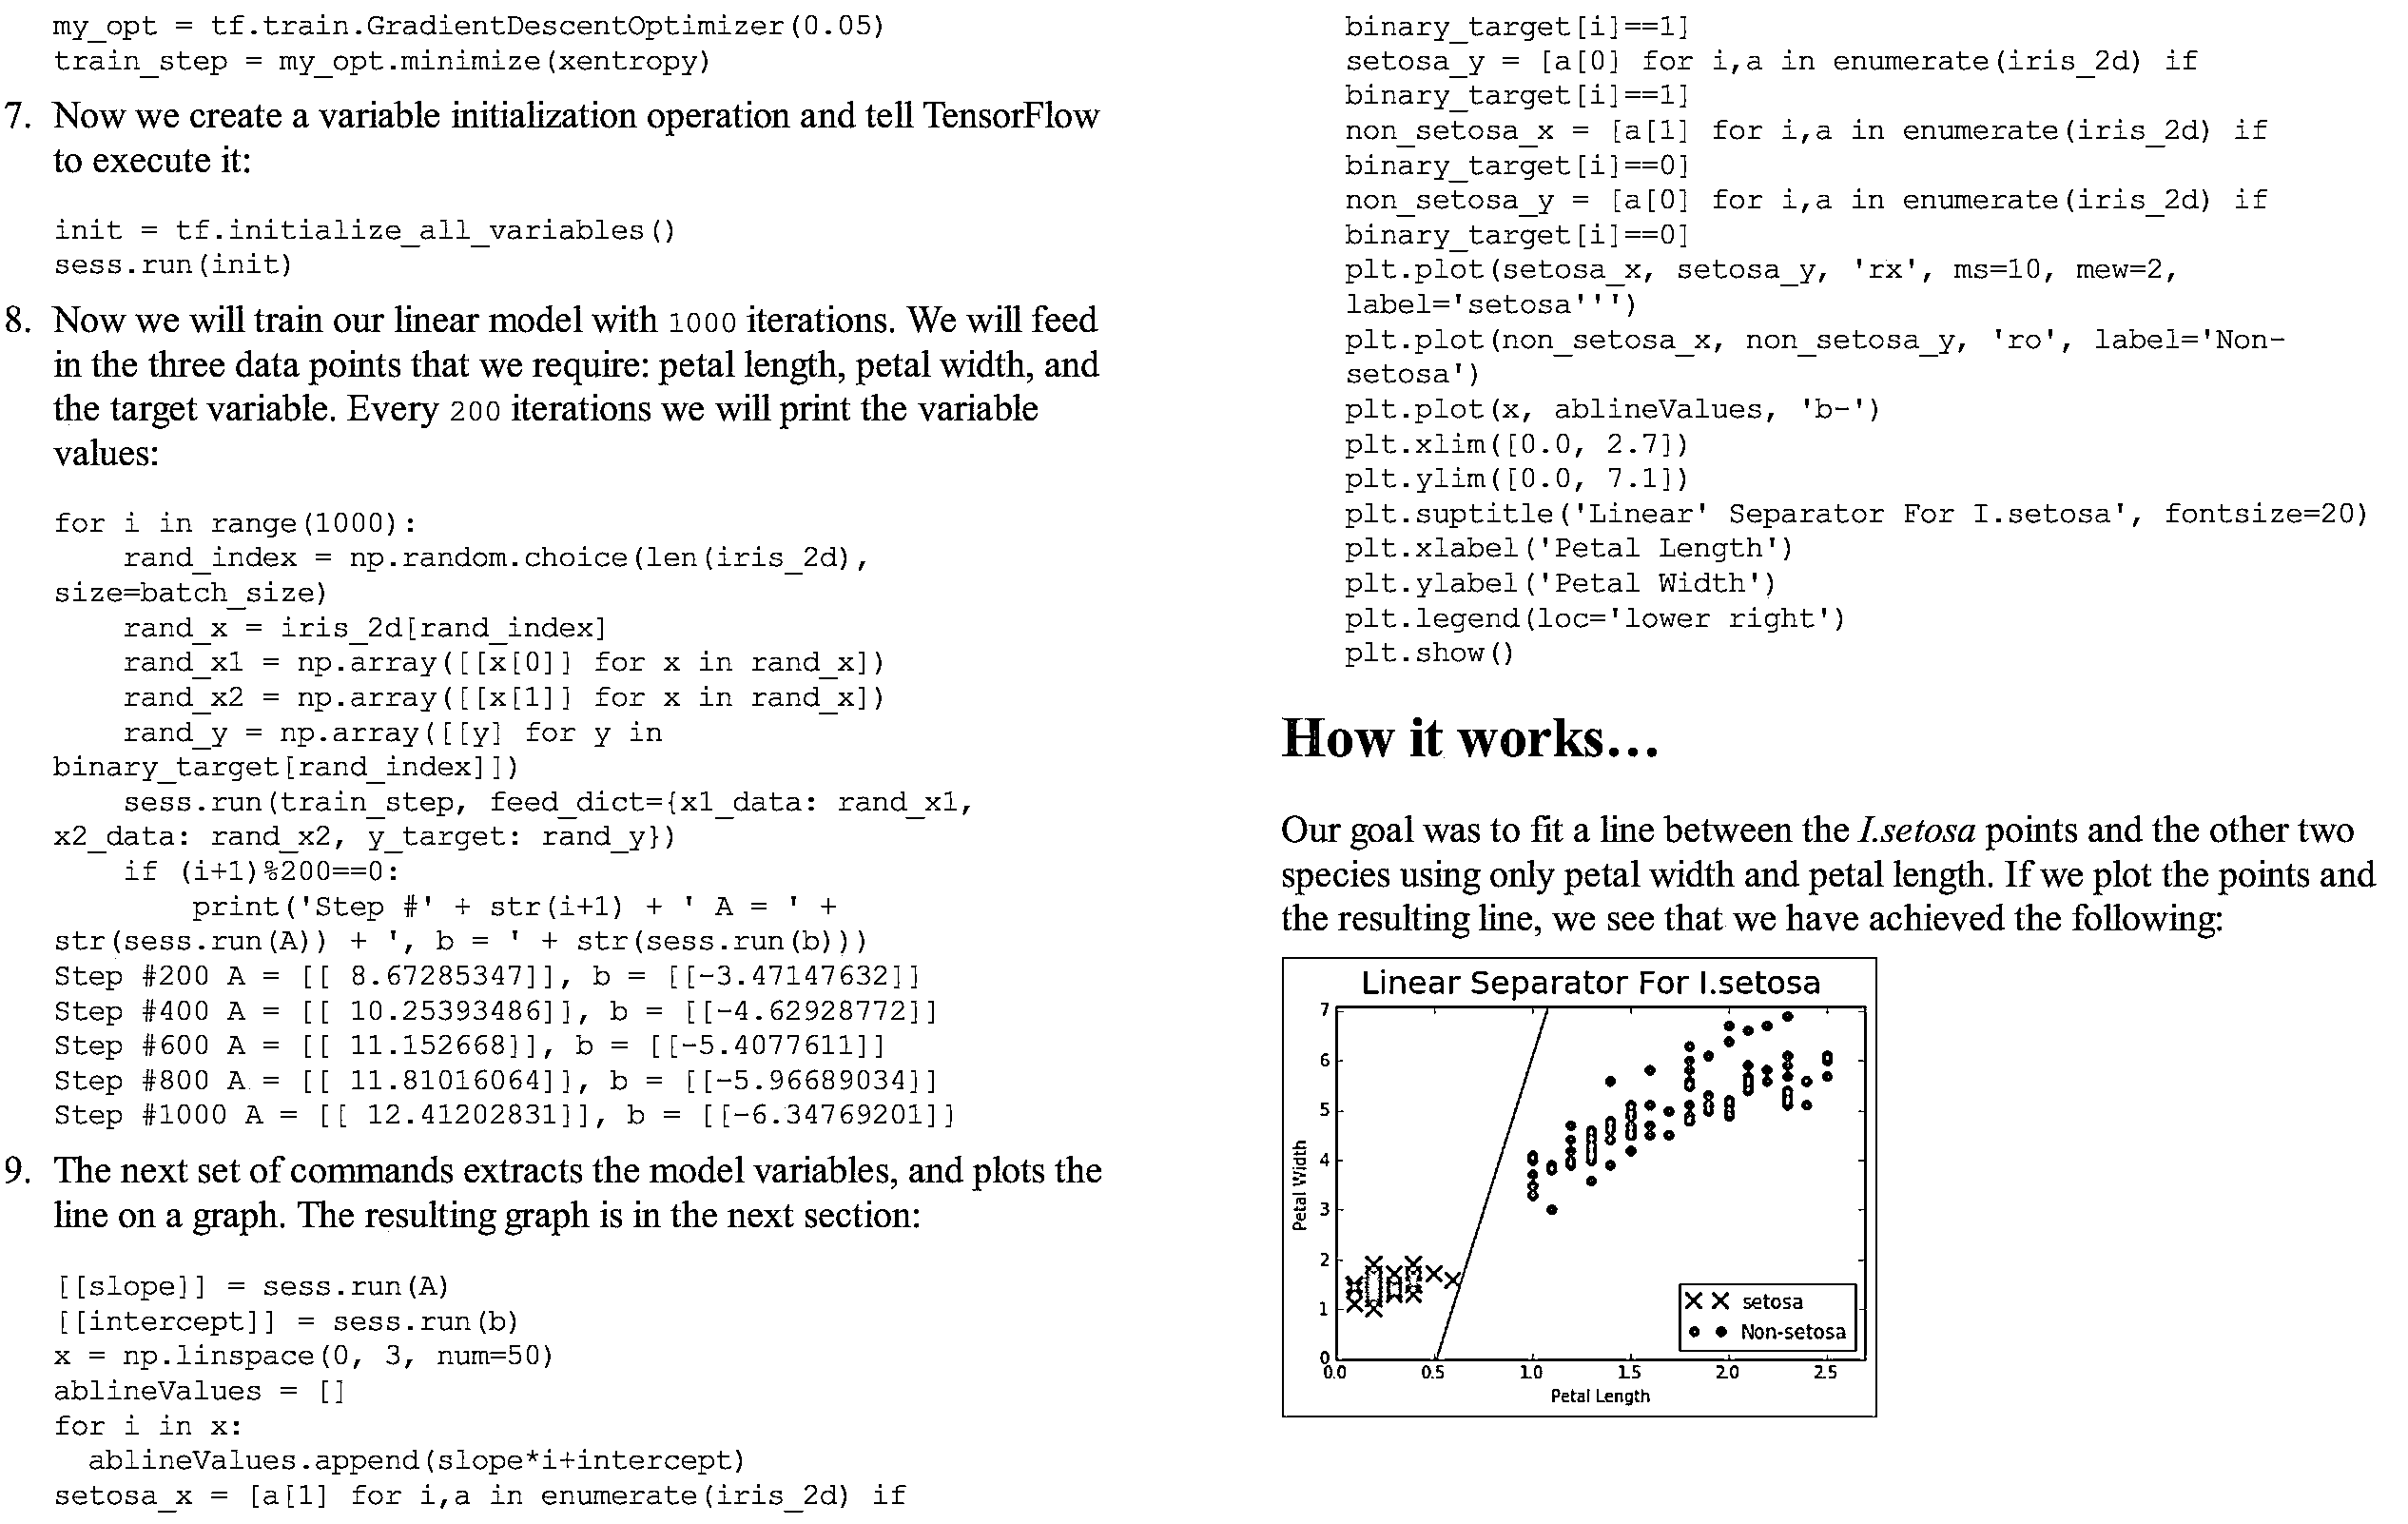 my_opt = tf.train.GradientDescentOptimizer(0.05)
train_step = my_opt.minimize(xentropy)
7. Now we create a variable initialization operation and tell TensorFlow
to execute it:
init = tf.initialize_all_variables()
sess.run(init)
8. Now we will train our linear model with 1000 iterations. We will feed
in the three data points that we require: petal length, petal width, and
the target variable. Every 200 iterations we will print the variable
values:
for i in range(1000):
    rand_index = np.random.choice(len(iris_2d),
size=batch_size)
    rand_x = iris_2d[rand_index]
    rand_x1 = np.array([[x[0]] for x in rand_x])
    rand_x2 = np.array([[x[1]] for x in rand_x])
    rand_y = np.array([[y] for y in
binary_target[rand_index]])
    sess.run(train_step, feed_dict={x1_data: rand_x1,
x2_data: rand_x2, y_target: rand_y})
    if (i+1)%200==0:
        print('Step #' + str(i+1) + ' A = ' +
str(sess.run(A)) + ', b = ' + str(sess.run(b)))
Step #200 A = [[ 8.67285347]], b = [[-3.47147632]]
Step #400 A = [[ 10.25393486]], b = [[-4.62928772]]
Step #600 A = [[ 11.152668]], b = [[-5.4077611]]
Step #800 A = [[ 11.81016064]], b = [[-5.96689034]]
Step #1000 A = [[ 12.41202831]], b = [[-6.34769201]]
9. The next set of commands extracts the model variables, and plots the
line on a graph. The resulting graph is in the next section:
[[slope]] = sess.run(A)
[[intercept]] = sess.run(b)
x = np.linspace(0, 3, num=50)
ablineValues = []
for i in x:
  ablineValues.append(slope*i+intercept)
setosa_x = [a[1] for i,a in enumerate(iris_2d) if
binary_target[i]==1]
setosa_y = [a[0] for i,a in enumerate(iris_2d) if
binary_target[i]==1]
non_setosa_x = [a[1] for i,a in enumerate(iris_2d) if
binary_target[i]==0]
non_setosa_y = [a[0] for i,a in enumerate(iris_2d) if
binary_target[i]==0]
plt.plot(setosa_x, setosa_y, 'rx', ms=10, mew=2,
label='setosa''')
plt.plot(non_setosa_x, non_setosa_y, 'ro', label='Non-
setosa')
plt.plot(x, ablineValues, 'b-')
plt.xlim([0.0, 2.7])
plt.ylim([0.0, 7.1])
plt.suptitle('Linear' Separator For I.setosa', fontsize=20)
plt.xlabel('Petal Length')
plt.ylabel('Petal Width')
plt.legend(loc='lower right')
plt.show()
How it works...
Our goal was to fit a line between the I.setosa points and the other two
species using only petal width and petal length. If we plot the points and
the resulting line, we see that we have achieved the following:
Linear Separator For I.setosa
7
6
5
4
3
2
1
0
Petal Width
setosa
Non-setosa
0.0 0.5 1.0 1.5 2.0 2.5
Petal Length